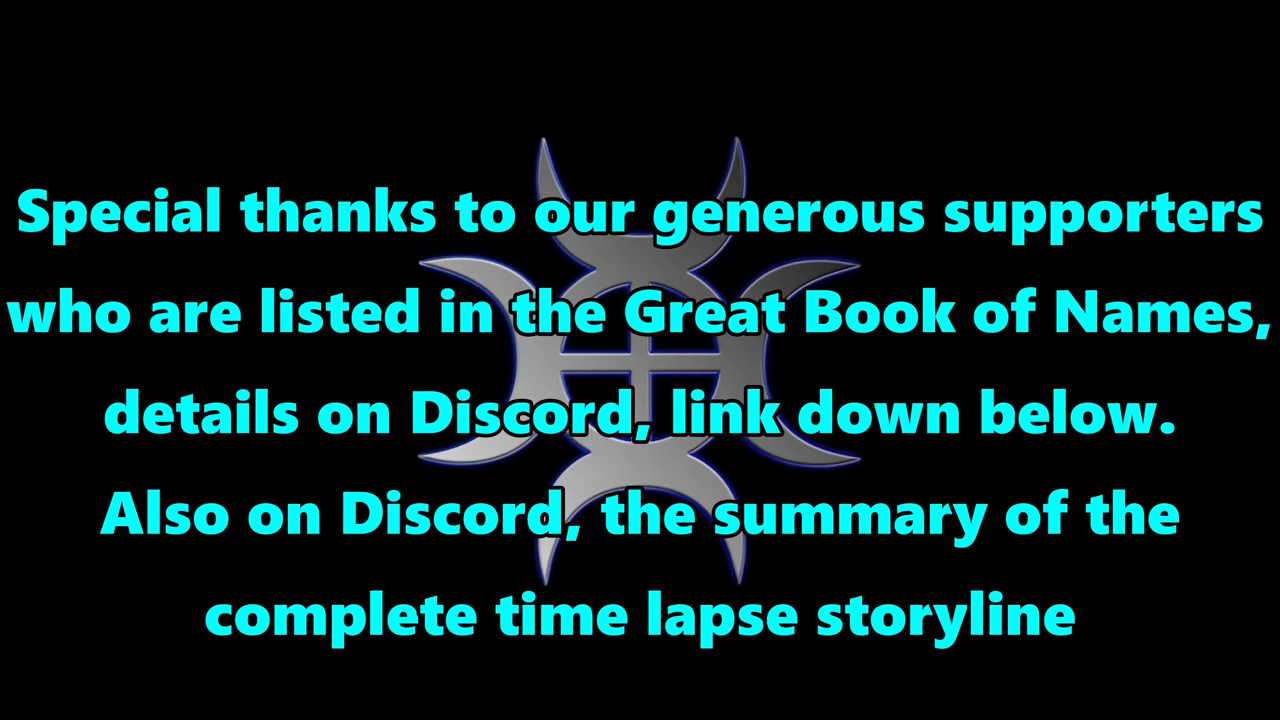 Special thanks to our generous supporters
who are listed in the Great Book of Names,
details on Discord, link down below.
Also on Discord, the summary of the
complete time lapse storyline